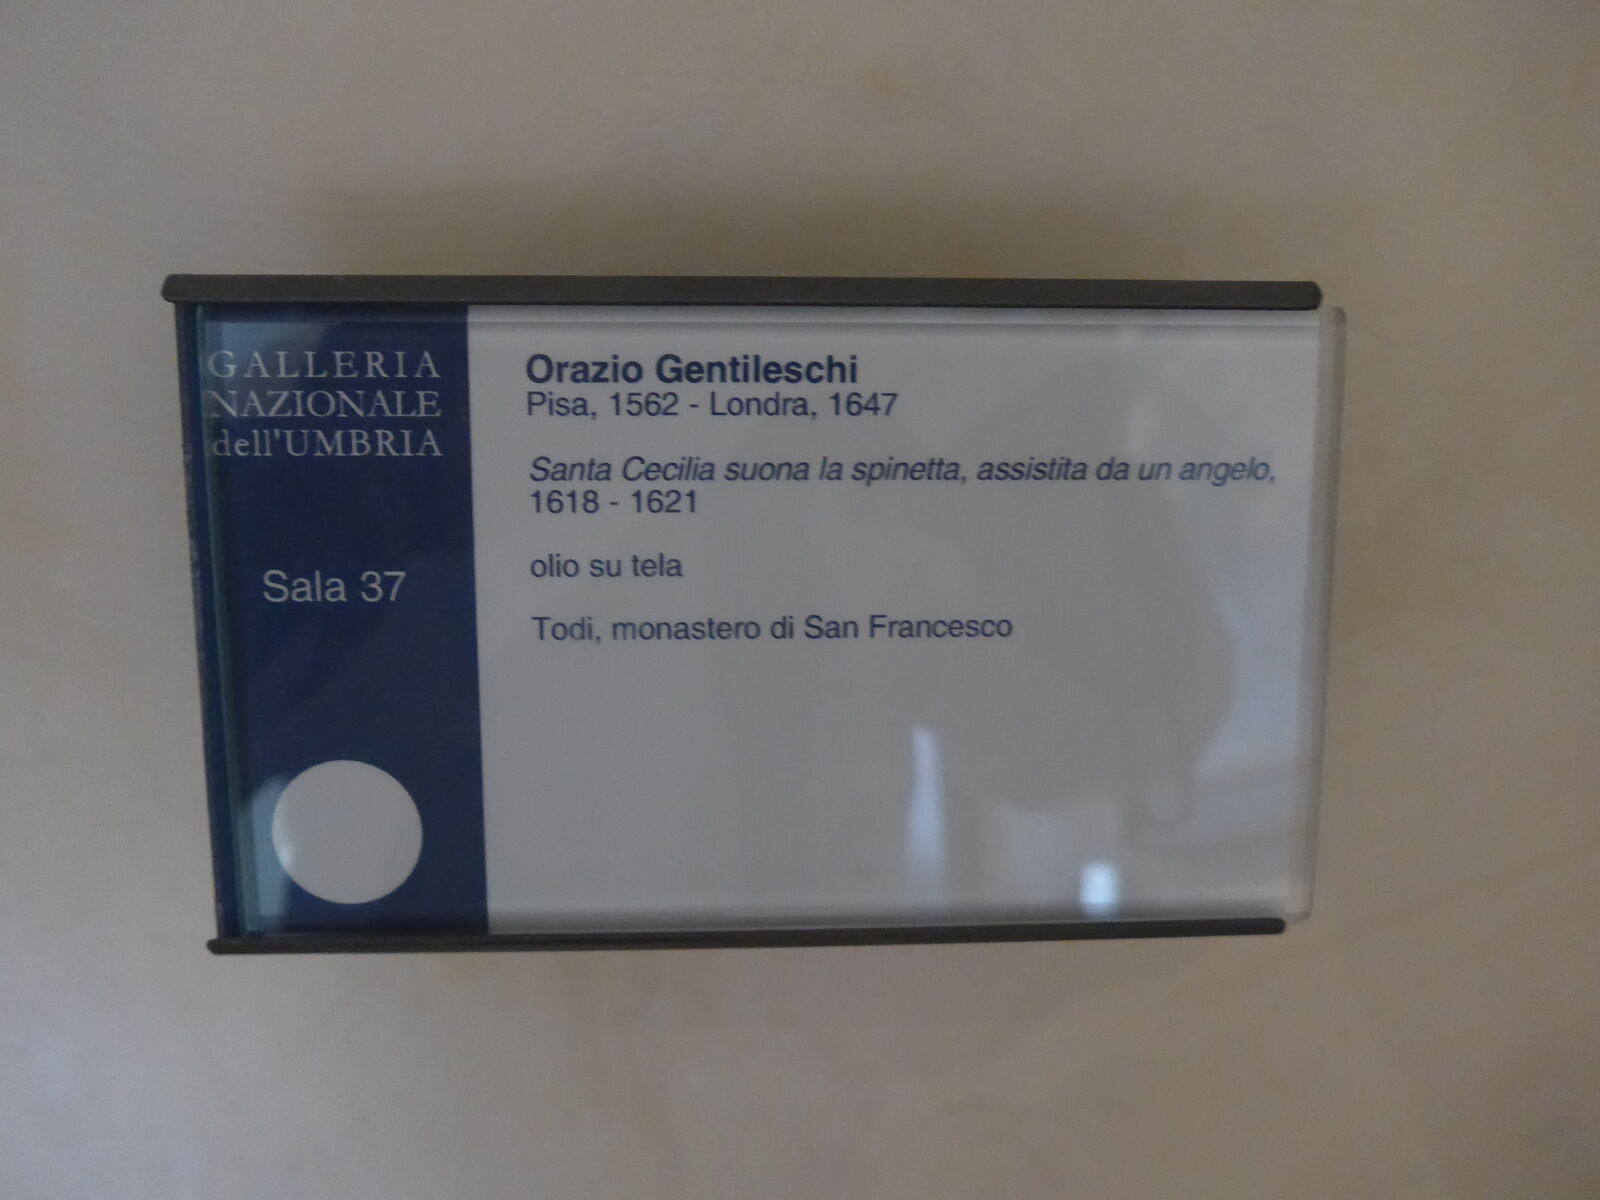 GALLERIA
NAZIONALE
dell'UMBRIA
Sala 37
Orazio Gentileschi
Pisa, 1562 - Londra, 1647
Santa Cecilia suona la spinetta, assistita da un angelo,
1618 - 1621
olio su tela
Todi, monastero di San Francesco